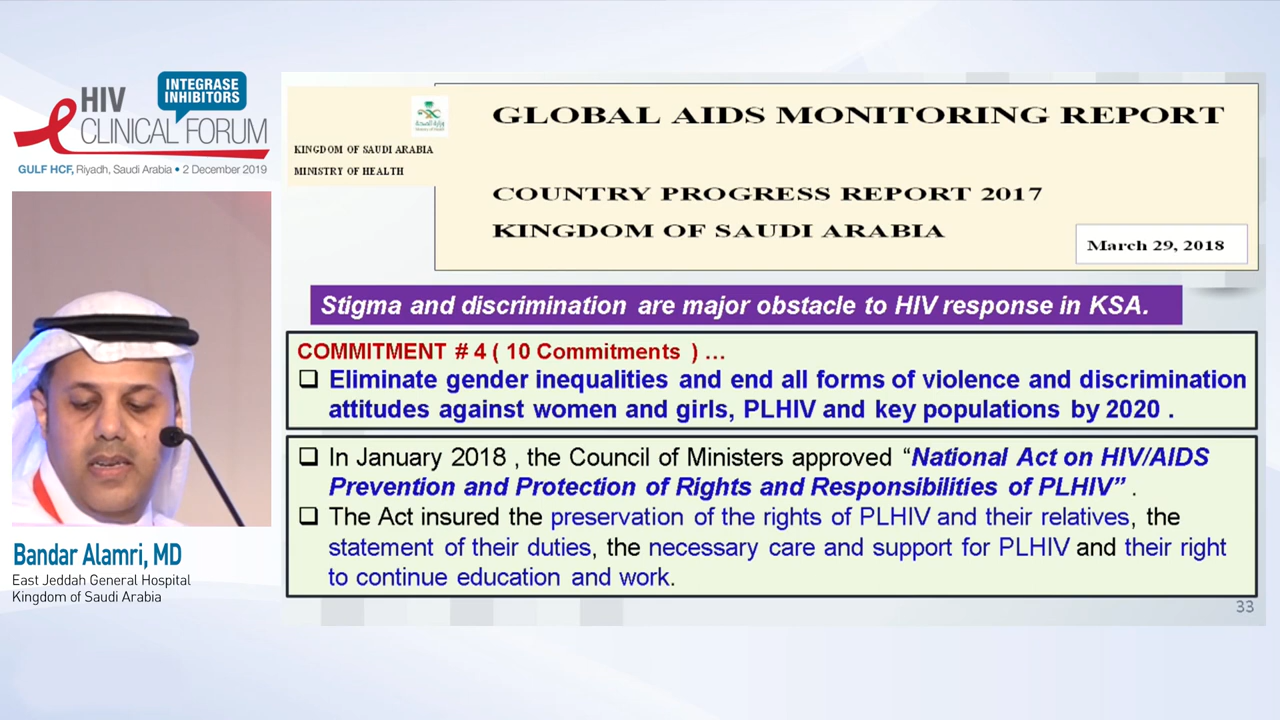 INTEGRASE
INHIBITORS
HIV
CLINICAL FORUM
GULF HCF, Riyadh, Saudi Arabia • 2 December 2019
Bandar Alamri, MD
East Jeddah General Hospital
Kingdom of Saudi Arabia
KINGDOM OF SAUDI ARABIA
MINISTRY OF HEALTH
GLOBAL AIDS MONITORING REPORT
COUNTRY PROGRESS REPORT 2017
KINGDOM OF SAUDI ARABIA
March 29, 2018
Stigma and discrimination are major obstacle to HIV response in KSA.
COMMITMENT # 4 ( 10 Commitments ) ...
❑ Eliminate gender inequalities and end all forms of violence and discrimination
attitudes against women and girls, PLHIV and key populations by 2020 .
❑ In January 2018 , the Council of Ministers approved “National Act on HIV/AIDS
Prevention and Protection of Rights and Responsibilities of PLHIV” .
❑ The Act insured the preservation of the rights of PLHIV and their relatives, the
statement of their duties, the necessary care and support for PLHIV and their right
to continue education and work.
33